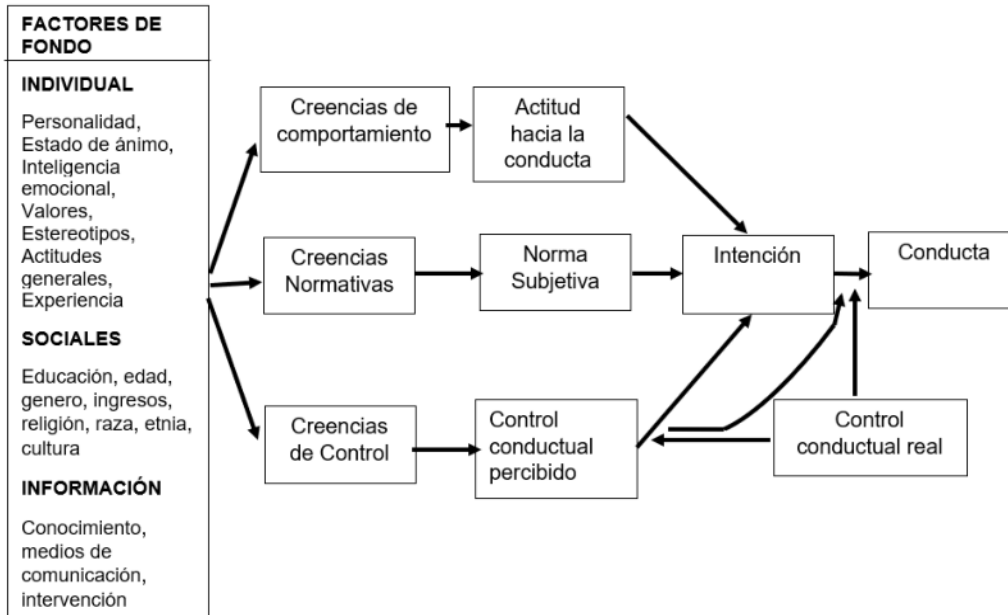 FACTORES DE
FONDO
INDIVIDUAL
Personalidad,
Estado de ánimo,
Inteligencia
emocional,
Valores,
Estereotipos,
Actitudes
generales,
Experiencia
SOCIALES
Educación, edad,
genero, ingresos,
religión, raza, etnia,
cultura
INFORMACIÓN
Conocimiento,
medios de
comunicación,
intervención
Creencias de
comportamiento
Actitud
hacia la
conducta
Creencias
Normativas
Norma
Subjetiva
Intención
Conducta
Creencias
de Control
Control
conductual
percibido
Control
conductual real